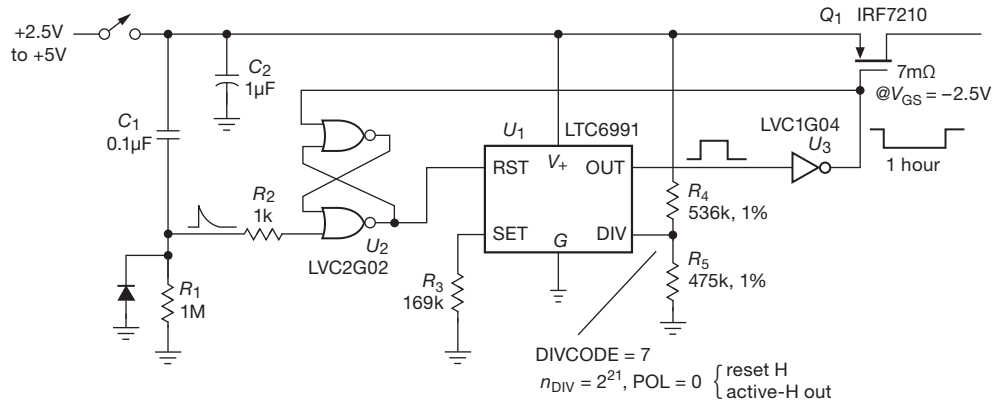 +2.5V
to +5V
C2
1µF
C1
0.1µF
R2
1k
R1
1M
U2
LVC2G02
U1
LTC6991
V+
RST
OUT
SET
G
DIV
R3
169k
R4
536k, 1%
R5
475k, 1%
Q1 IRF7210
7mΩ
@VGS = −2.5V
LVC1G04
U3
1 hour
DIVCODE = 7
nDIV = 2²¹, POL = 0 { reset H
active-H out